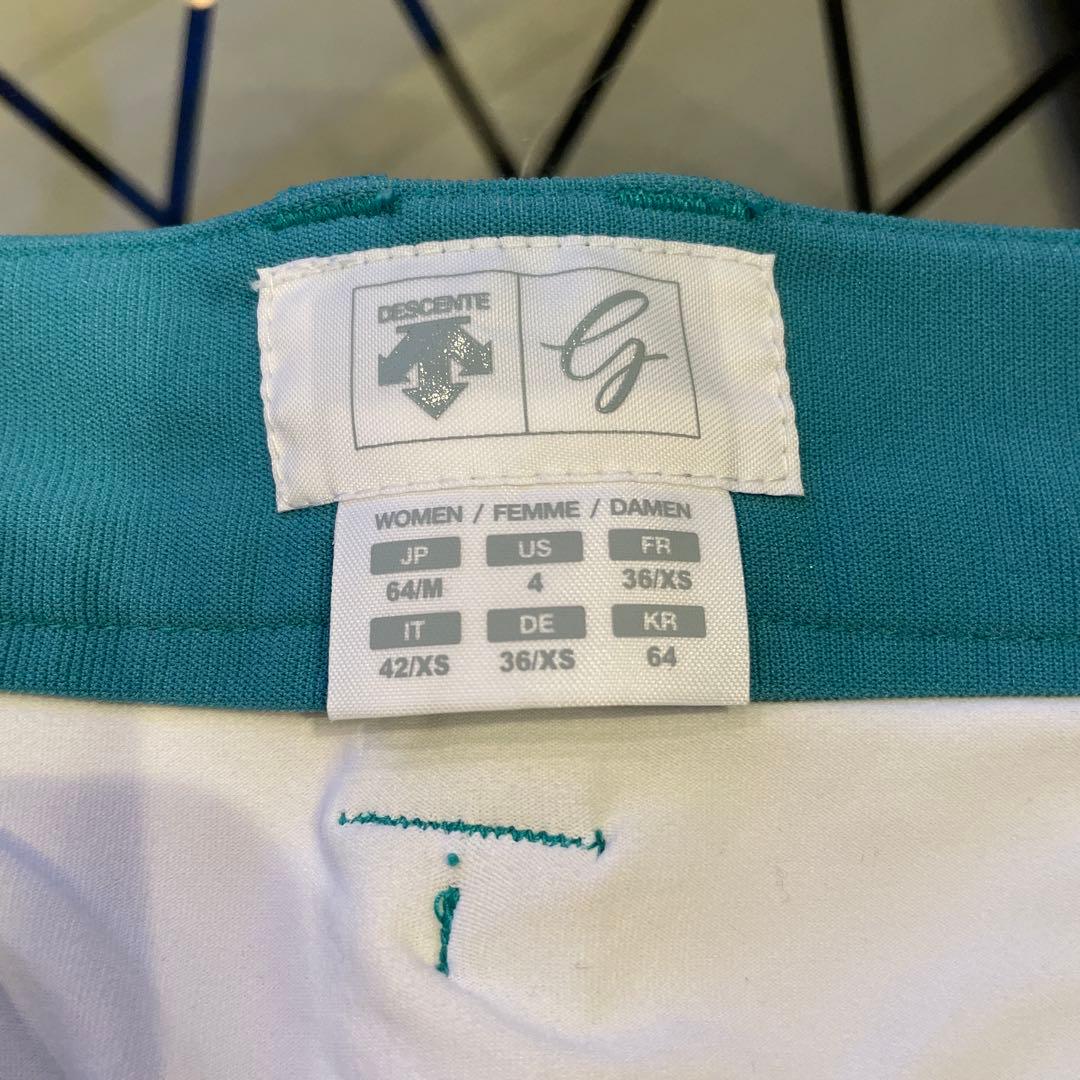 DESCENTE
G
WOMEN / FEMME / DAMEN
JP US FR
64/M 4 36/XS
IT DE KR
42/XS 36/XS 64